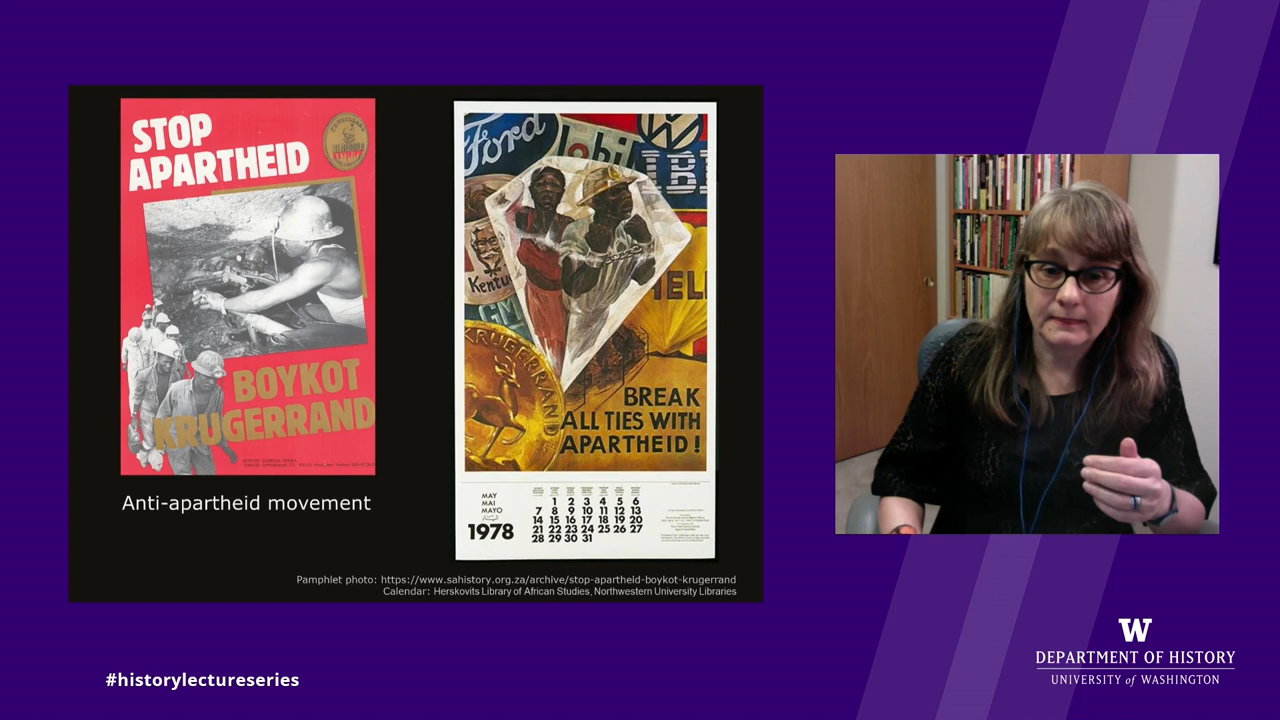 STOP
APARTHEID
BOYKOT
KRUGERRAND
Ford
Mobil
VW
IBM
Kentu
GM
SHELL
KRUGERRAND
BREAK
ALL TIES WITH
APARTHEID!
MAY
MAI
MAYO
1978
1 2 3 4 5 6
7 8 9 10 11 12 13
14 15 16 17 18 19 20
21 22 23 24 25 26 27
28 29 30 31
Anti-apartheid movement
Pamphlet photo: https://www.sahistory.org.za/archive/stop-apartheid-boykot-krugerrand
Calendar: Herskovits Library of African Studies, Northwestern University Libraries
#historylectureseries
W
DEPARTMENT OF HISTORY
UNIVERSITY of WASHINGTON